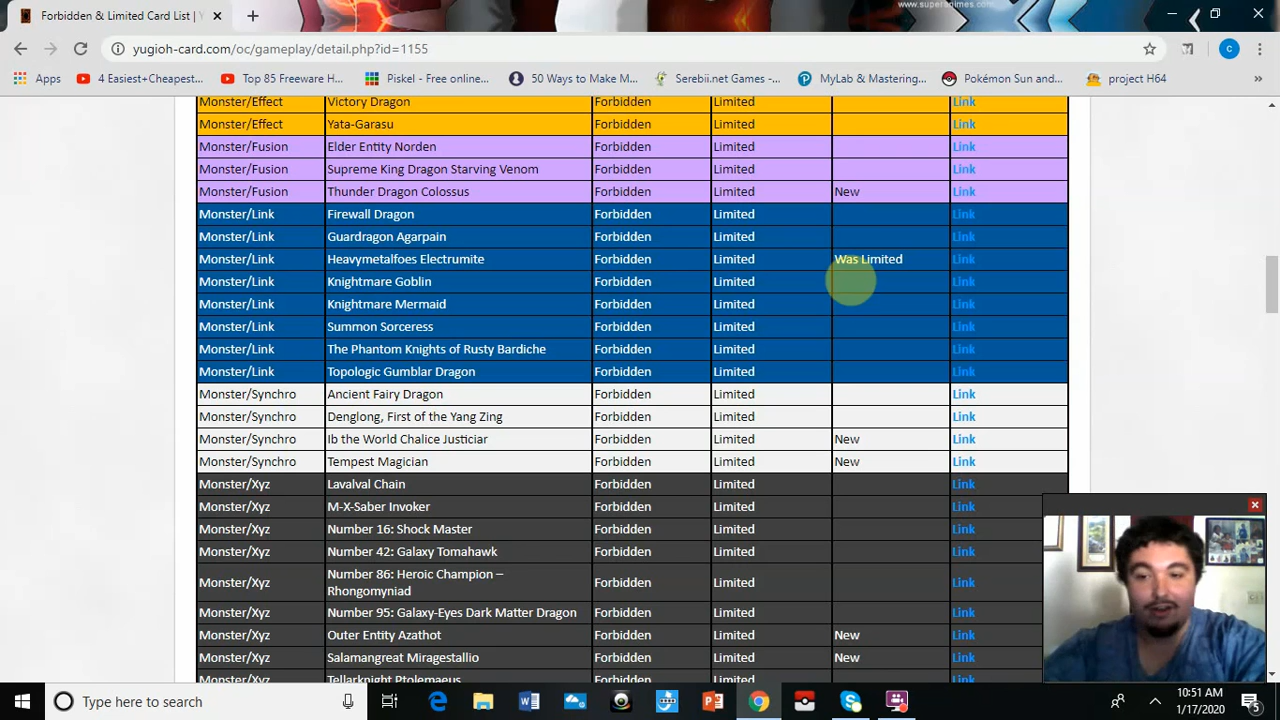 www.superanimes.com
Forbidden & Limited Card List | Y
yugioh-card.com/oc/gameplay/detail.php?id=1155
Apps
4 Easiest+Cheapest...
Top 85 Freeware H...
Piskel - Free online...
50 Ways to Make M...
Serebii.net Games -...
MyLab & Mastering...
Pokémon Sun and...
project H64
Monster/Effect Victory Dragon Forbidden Limited Link
Monster/Effect Yata-Garasu Forbidden Limited Link
Monster/Fusion Elder Entity Norden Forbidden Limited Link
Monster/Fusion Supreme King Dragon Starving Venom Forbidden Limited Link
Monster/Fusion Thunder Dragon Colossus Forbidden Limited New Link
Monster/Link Firewall Dragon Forbidden Limited Link
Monster/Link Guardragon Agarpain Forbidden Limited Link
Monster/Link Heavymetalfoes Electrumite Forbidden Limited Was Limited Link
Monster/Link Knightmare Goblin Forbidden Limited Link
Monster/Link Knightmare Mermaid Forbidden Limited Link
Monster/Link Summon Sorceress Forbidden Limited Link
Monster/Link The Phantom Knights of Rusty Bardiche Forbidden Limited Link
Monster/Link Topologic Gumblar Dragon Forbidden Limited Link
Monster/Synchro Ancient Fairy Dragon Forbidden Limited Link
Monster/Synchro Denglong, First of the Yang Zing Forbidden Limited Link
Monster/Synchro Ib the World Chalice Justiciar Forbidden Limited New Link
Monster/Synchro Tempest Magician Forbidden Limited New Link
Monster/Xyz Lavalval Chain Forbidden Limited Link
Monster/Xyz M-X-Saber Invoker Forbidden Limited Link
Monster/Xyz Number 16: Shock Master Forbidden Limited Link
Monster/Xyz Number 42: Galaxy Tomahawk Forbidden Limited Link
Monster/Xyz Number 86: Heroic Champion –
Rhongomyniad Forbidden Limited Link
Monster/Xyz Number 95: Galaxy-Eyes Dark Matter Dragon Forbidden Limited Link
Monster/Xyz Outer Entity Azathot Forbidden Limited New Link
Monster/Xyz Salamangreat Miragestallio Forbidden Limited New Link
Monster/Xyz Tellarknight Ptolemaeus Forbidden Limited Link
Type here to search
10:51 AM
1/17/2020
5